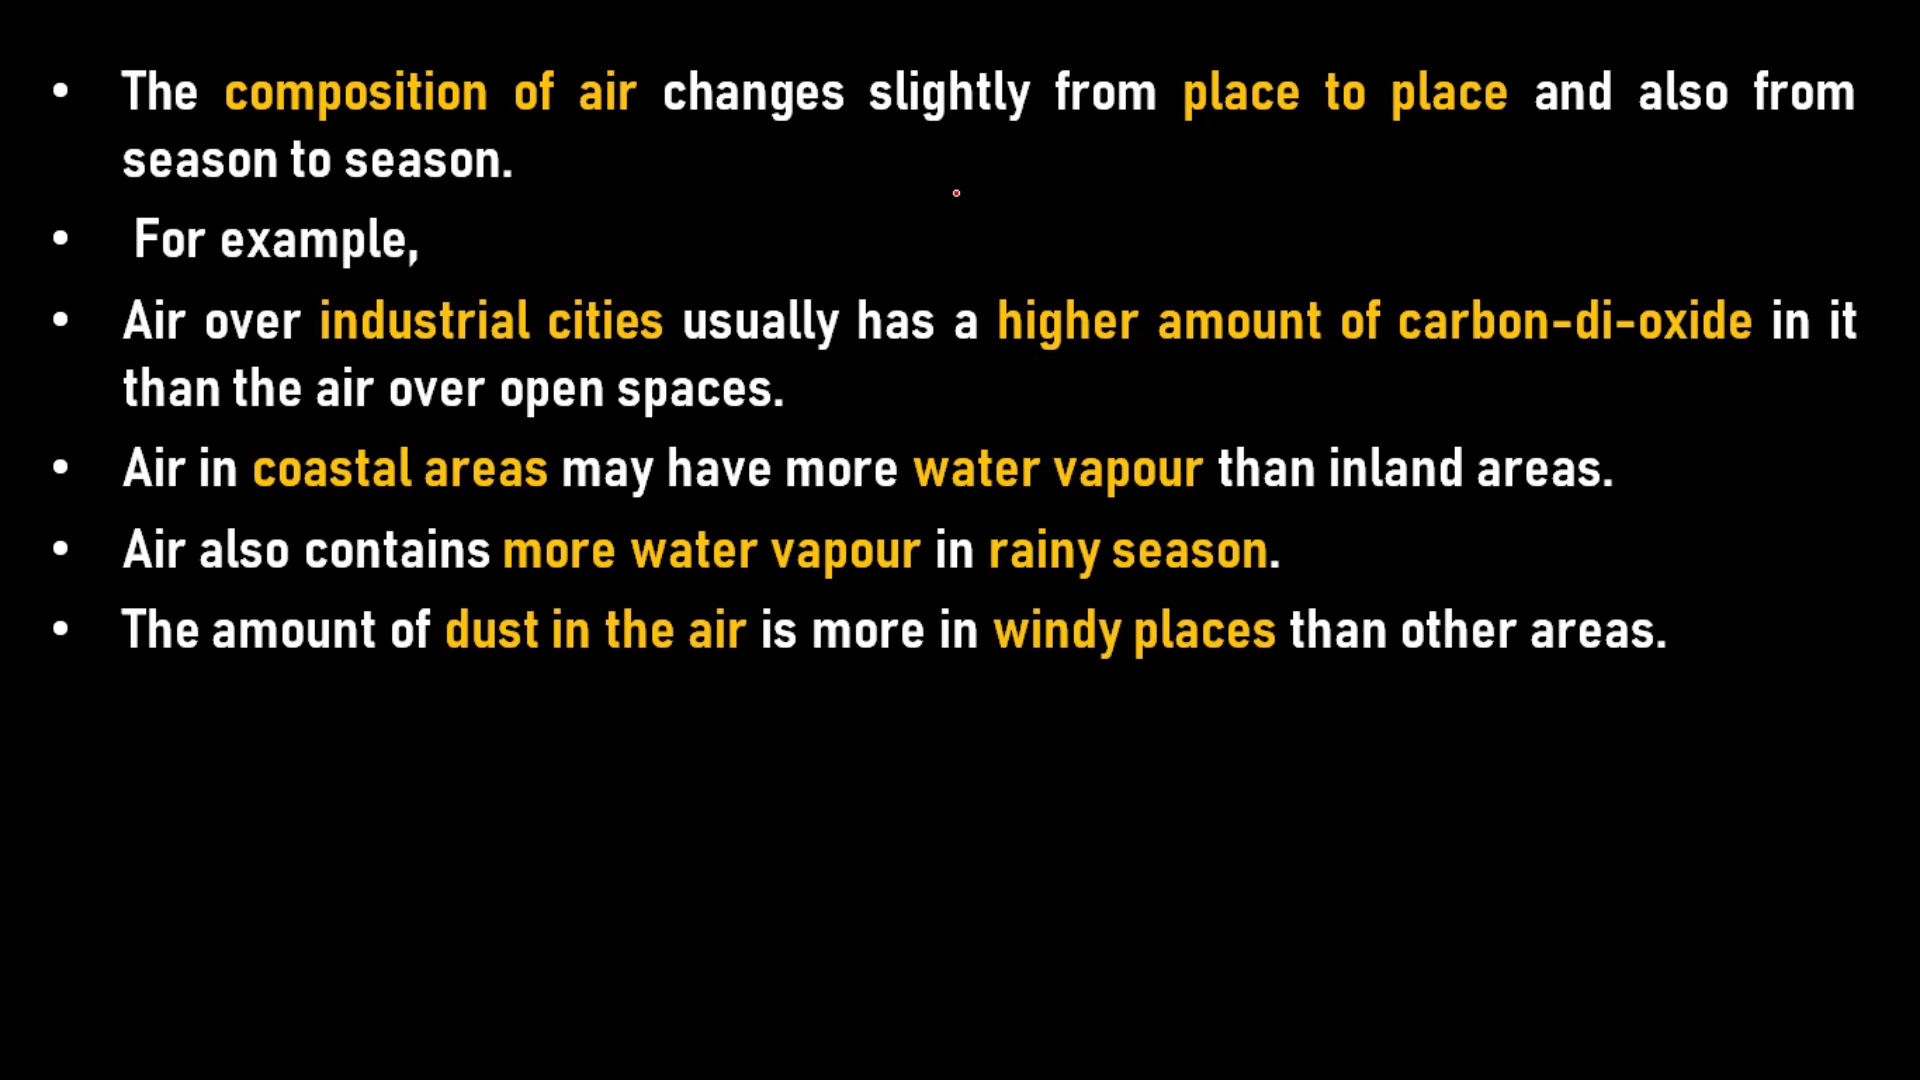 • The composition of air changes slightly from place to place and also from
season to season.
• For example,
• Air over industrial cities usually has a higher amount of carbon-di-oxide in it
than the air over open spaces.
• Air in coastal areas may have more water vapour than inland areas.
• Air also contains more water vapour in rainy season.
• The amount of dust in the air is more in windy places than other areas.